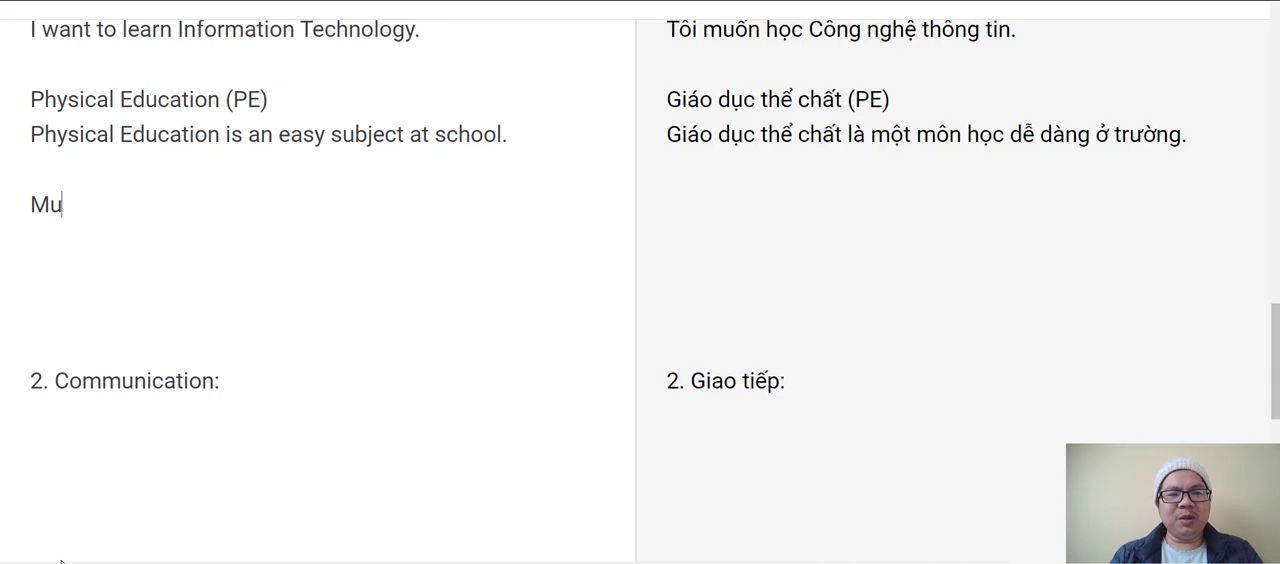 I want to learn Information Technology.
Physical Education (PE)
Physical Education is an easy subject at school.
Mu
2. Communication:
Tôi muốn học Công nghệ thông tin.
Giáo dục thể chất (PE)
Giáo dục thể chất là một môn học dễ dàng ở trường.
2. Giao tiếp: